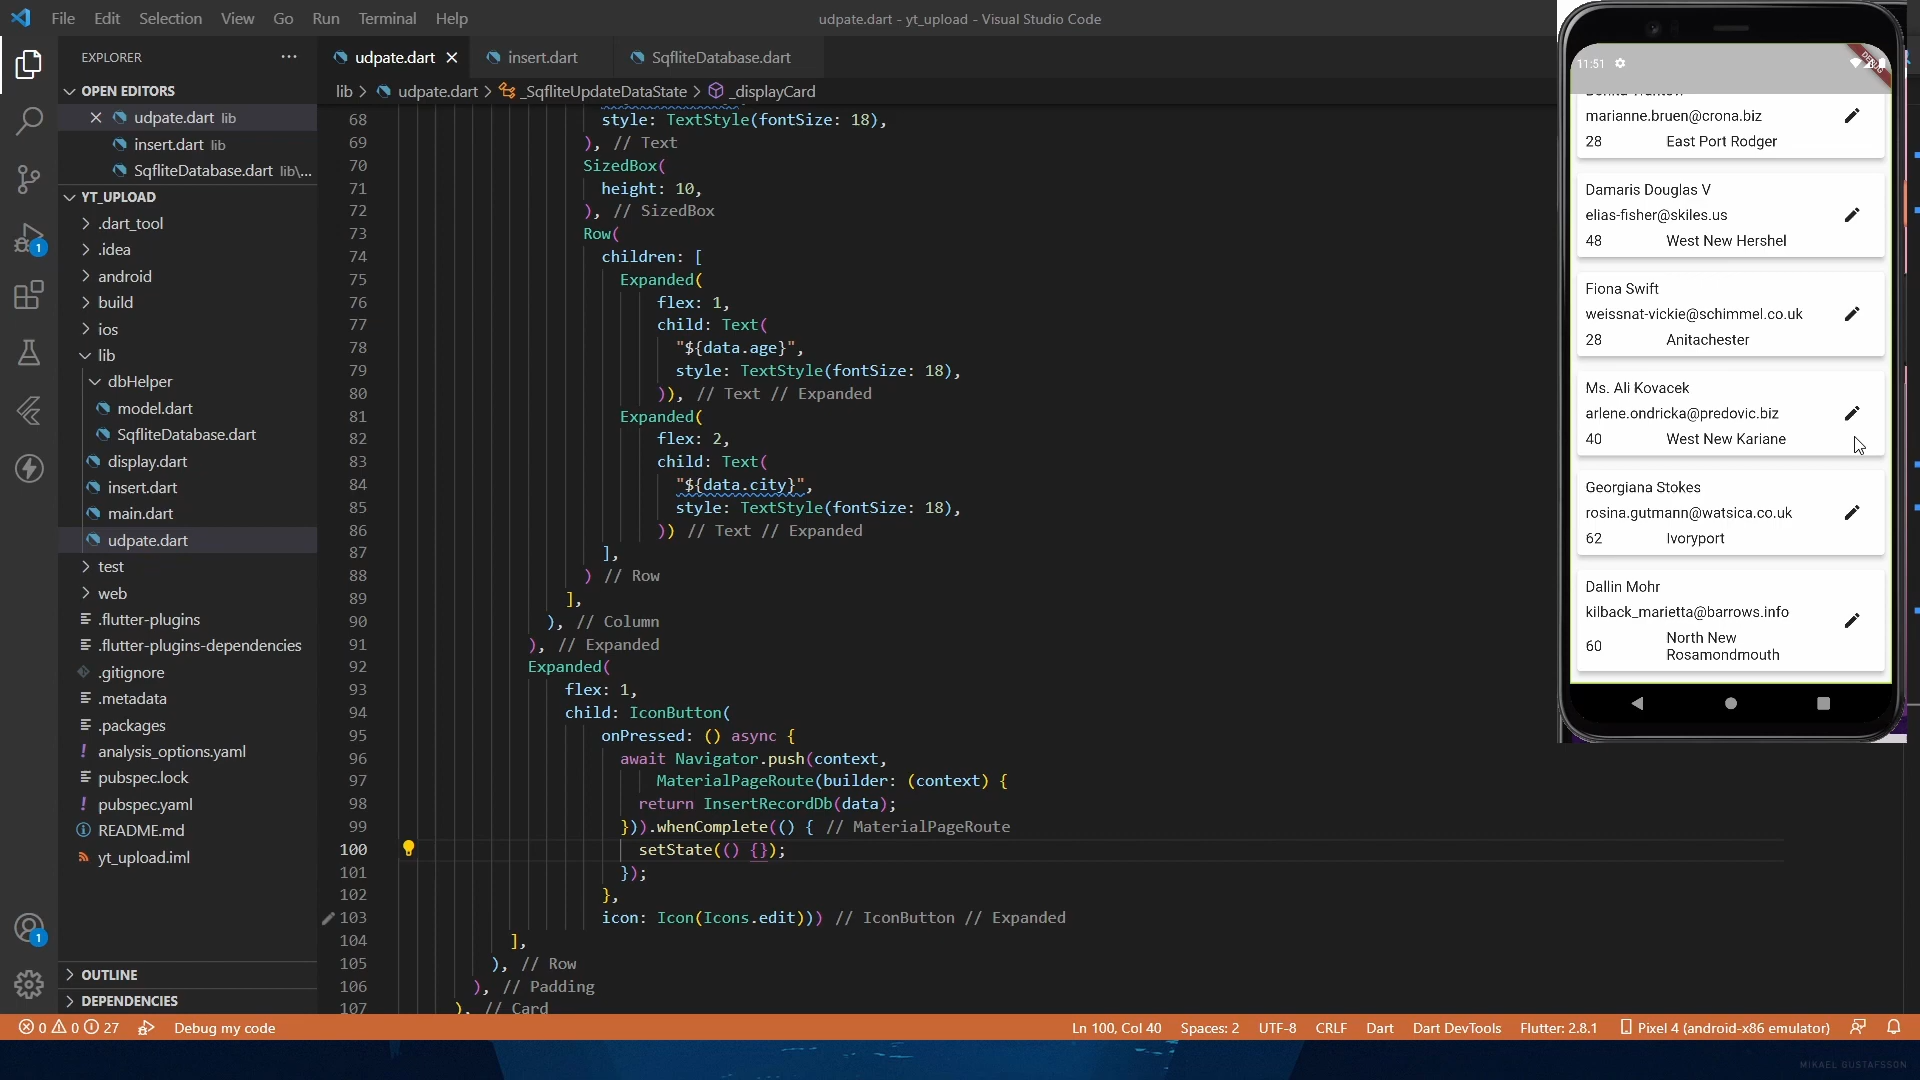 File Edit Selection View Go Run Terminal Help
udpate.dart - yt_upload - Visual Studio Code
EXPLORER
OPEN EDITORS
udpate.dart lib
insert.dart lib
SqfliteDatabase.dart lib\...
YT_UPLOAD
.dart_tool
.idea
android
build
ios
lib
dbHelper
model.dart
SqfliteDatabase.dart
display.dart
insert.dart
main.dart
udpate.dart
test
web
.flutter-plugins
.flutter-plugins-dependencies
.gitignore
.metadata
.packages
analysis_options.yaml
pubspec.lock
pubspec.yaml
README.md
yt_upload.iml
OUTLINE
DEPENDENCIES
1
1
udpate.dart insert.dart SqfliteDatabase.dart
lib > udpate.dart > _SqfliteUpdateDataState > _displayCard
68 style: TextStyle(fontSize: 18),
69 ), // Text
70 SizedBox(
71 height: 10,
72 ), // SizedBox
73 Row(
74 children: [
75 Expanded(
76 flex: 1,
77 child: Text(
78 "${data.age}",
79 style: TextStyle(fontSize: 18),
80 )), // Text // Expanded
81 Expanded(
82 flex: 2,
83 child: Text(
84 "${data.city}",
85 style: TextStyle(fontSize: 18),
86 )) // Text // Expanded
87 ],
88 ) // Row
89 ],
90 ), // Column
91 ), // Expanded
92 Expanded(
93 flex: 1,
94 child: IconButton(
95 onPressed: () async {
96 await Navigator.push(context,
97 MaterialPageRoute(builder: (context) {
98 return InsertRecordDb(data);
99 })).whenComplete(() { // MaterialPageRoute
100 setState(() {});
101 });
102 },
103 icon: Icon(Icons.edit))) // IconButton // Expanded
104 ],
105 ), // Row
106 ), // Padding
107 ), // Card
11:51
DEBUG
marianne.bruen@crona.biz
28 East Port Rodger
Damaris Douglas V
elias-fisher@skiles.us
48 West New Hershel
Fiona Swift
weissnat-vickie@schimmel.co.uk
28 Anitachester
Ms. Ali Kovacek
arlene.ondricka@predovic.biz
40 West New Kariane
Georgiana Stokes
rosina.gutmann@watsica.co.uk
62 Ivoryport
Dallin Mohr
kilback_marietta@barrows.info
60 North New
Rosamondmouth
0 0 27 Debug my code
Ln 100, Col 40 Spaces: 2 UTF-8 CRLF Dart Dart DevTools Flutter: 2.8.1 Pixel 4 (android-x86 emulator)
MIKAEL GUSTAFSSON